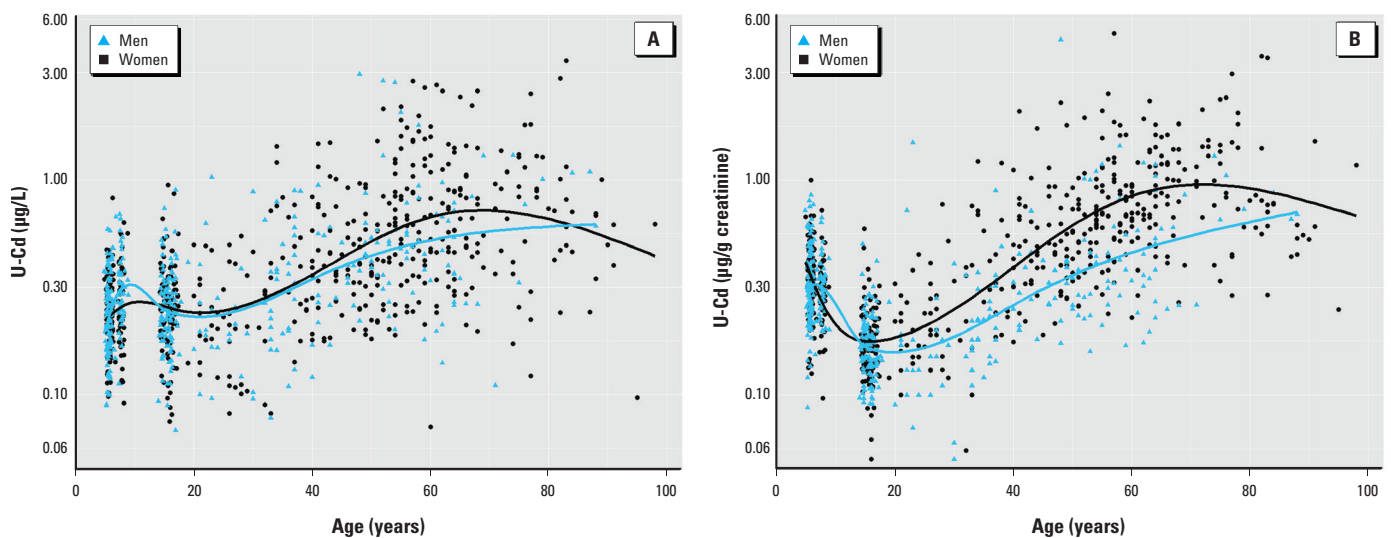 6.00
3.00
1.00
0.30
0.10
0.06
U-Cd (µg/L)
Men
Women
A
0 20 40 60 80 100
Age (years)
6.00
3.00
1.00
0.30
0.10
0.06
U-Cd (µg/g creatinine)
Men
Women
B
0 20 40 60 80 100
Age (years)